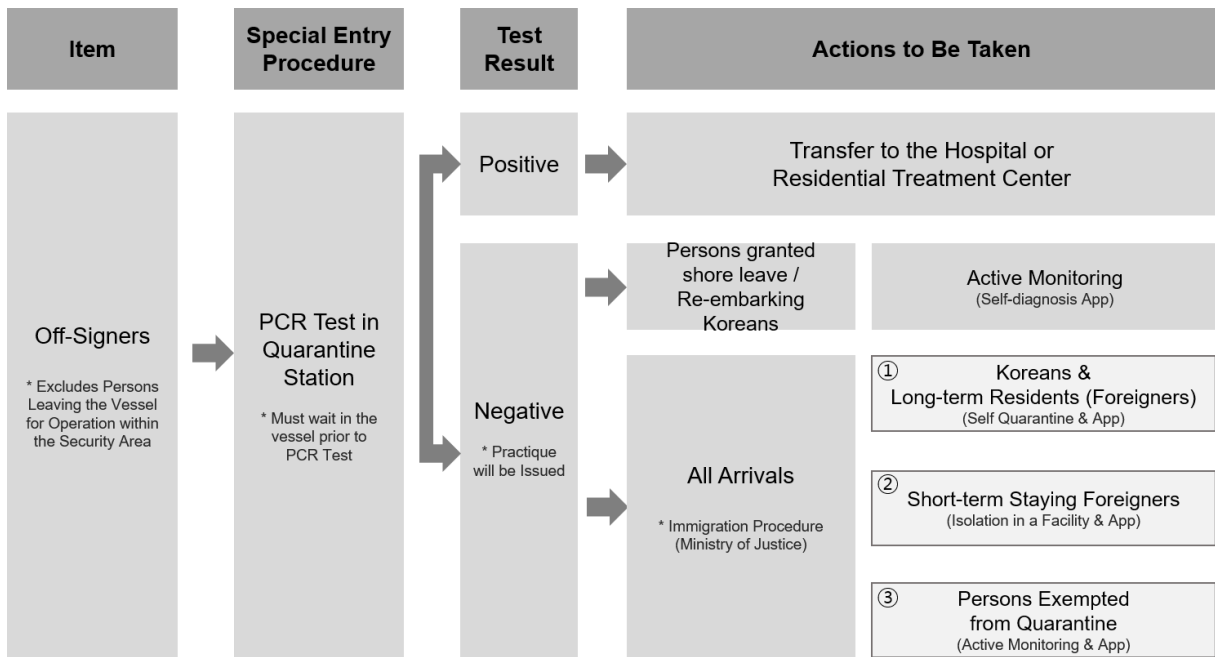 Item
Special Entry
Procedure
Test
Result
Actions to Be Taken
Off-Signers
* Excludes Persons
Leaving the Vessel
for Operation within
the Security Area
PCR Test in
Quarantine
Station
* Must wait in the
vessel prior to
PCR Test
Positive
Transfer to the Hospital or
Residential Treatment Center
Negative
* Practique
will be Issued
Persons granted
shore leave /
Re-embarking
Koreans
Active Monitoring
(Self-diagnosis App)
All Arrivals
* Immigration Procedure
(Ministry of Justice)
① Koreans &
Long-term Residents (Foreigners)
(Self Quarantine & App)
② Short-term Staying Foreigners
(Isolation in a Facility & App)
③ Persons Exempted
from Quarantine
(Active Monitoring & App)